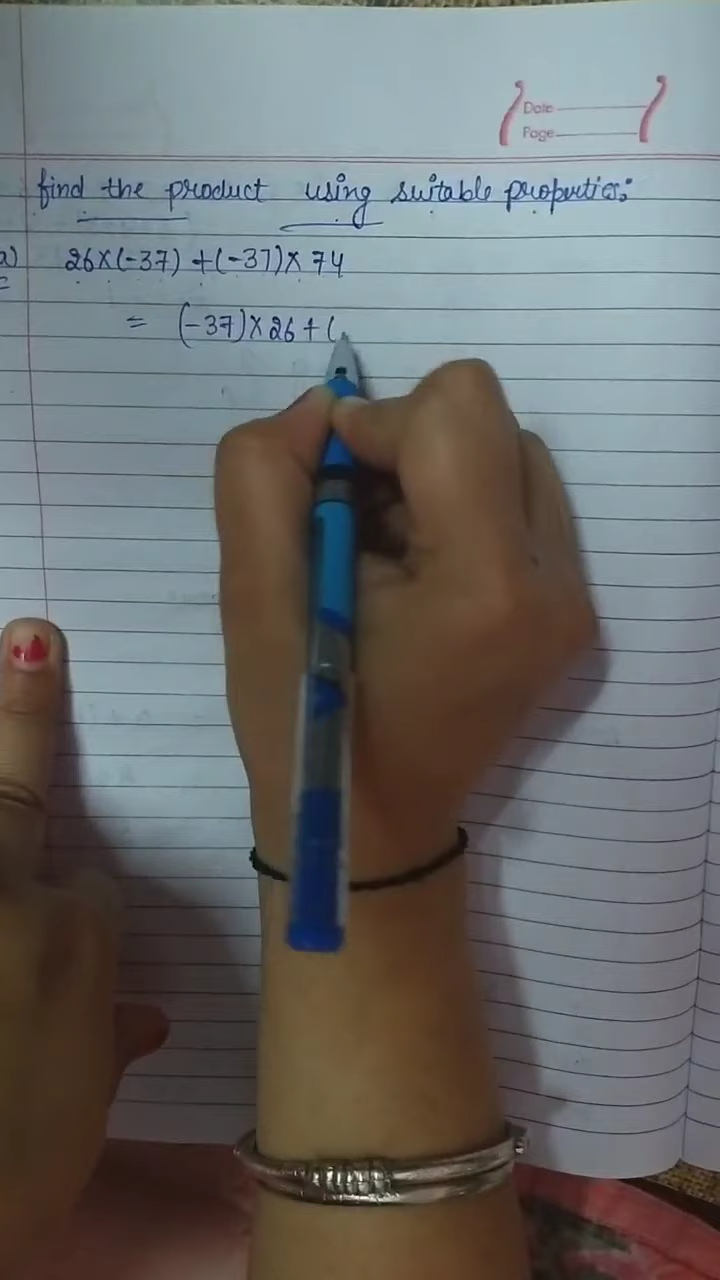 Date
Page
find the product using suitable properties:
a) 26×(-37) +(-37)× 74
= (-37)×26+(